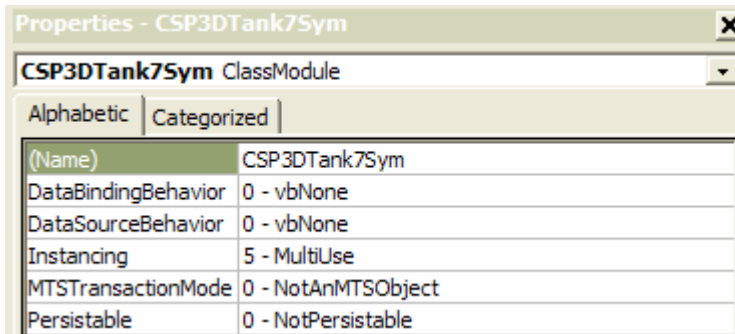 Properties - CSP3DTank7Sym
CSP3DTank7Sym ClassModule
Alphabetic Categorized
(Name) CSP3DTank7Sym
DataBindingBehavior 0 - vbNone
DataSourceBehavior 0 - vbNone
Instancing 5 - MultiUse
MTSTransactionMode 0 - NotAnMTSObject
Persistable 0 - NotPersistable